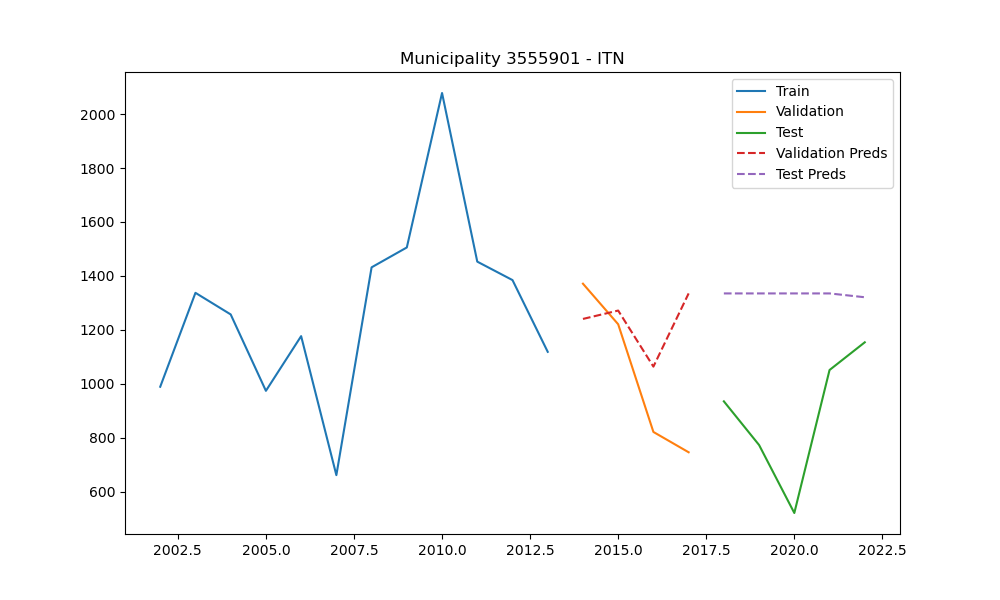 Municipality 3555901 - ITN
Train
Validation
Test
Validation Preds
Test Preds
2000
1800
1600
1400
1200
1000
800
600
2002.5 2005.0 2007.5 2010.0 2012.5 2015.0 2017.5 2020.0 2022.5